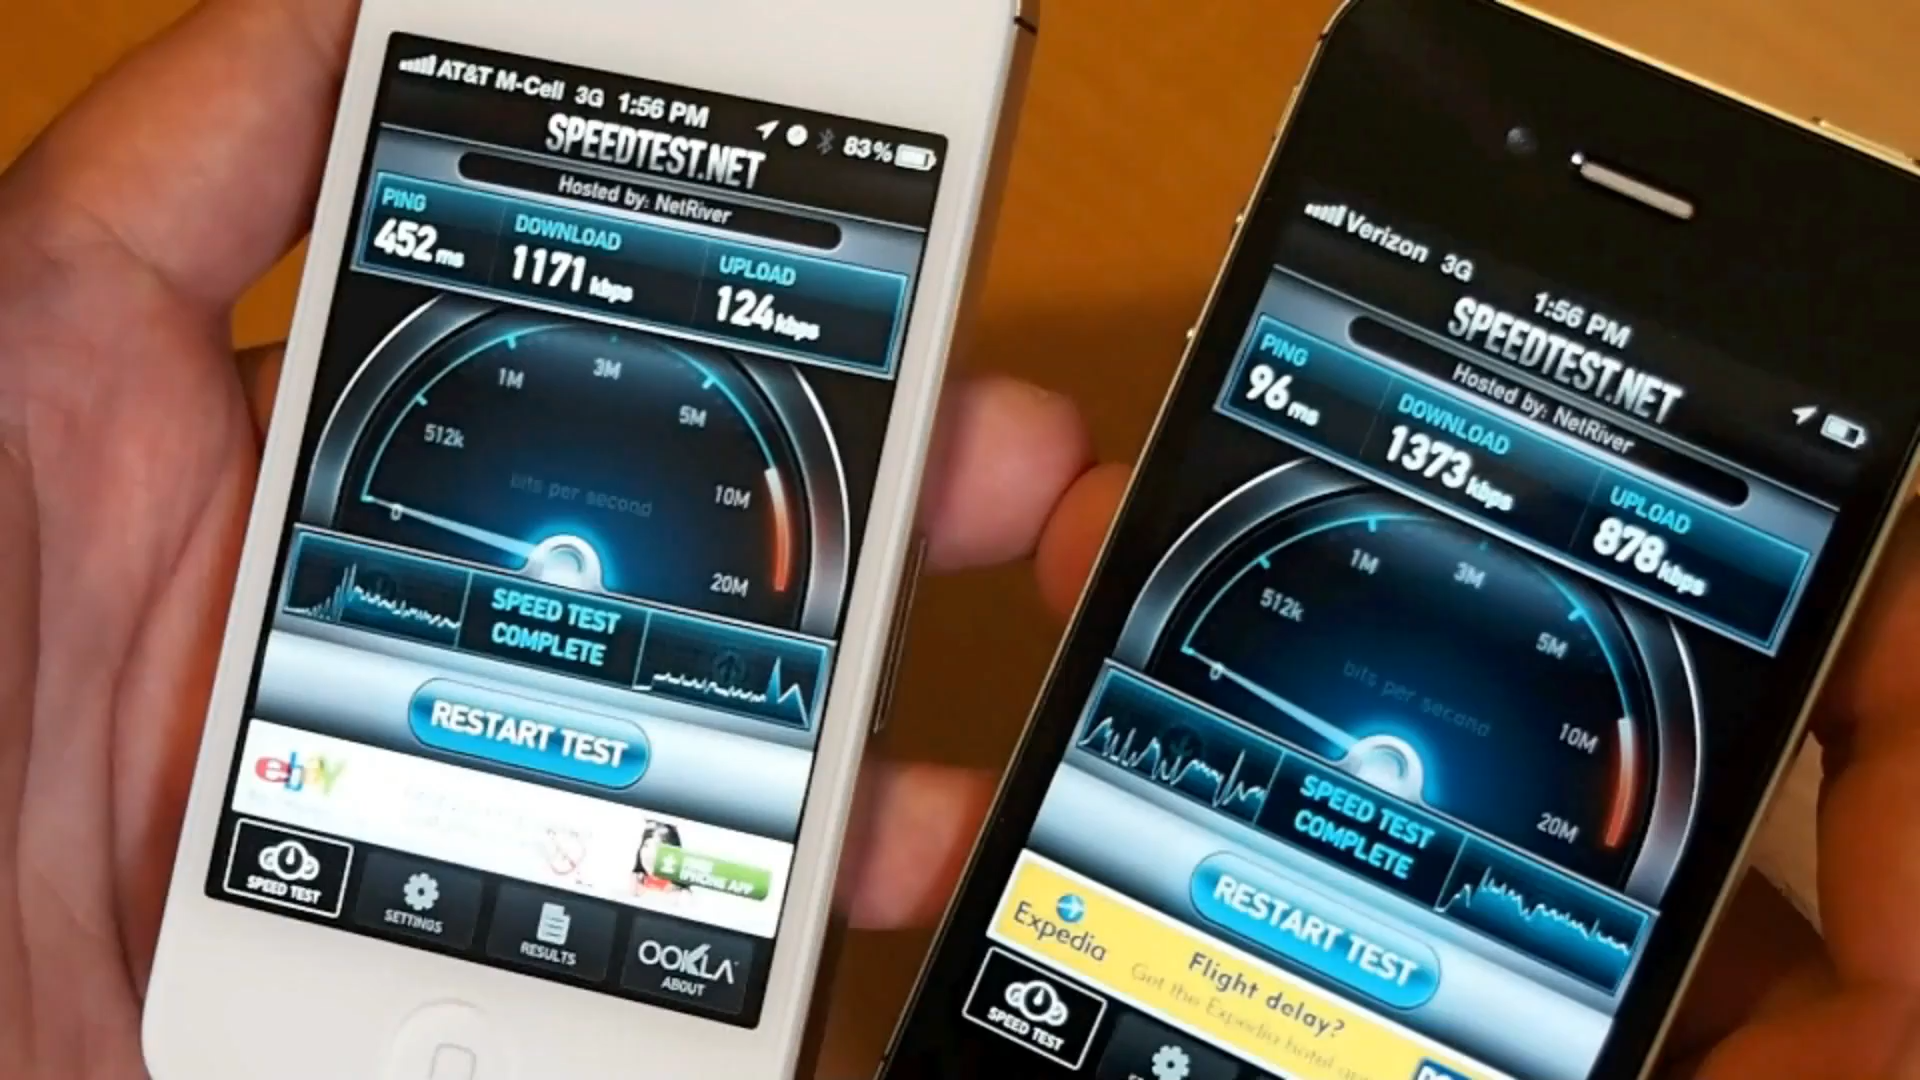 AT&T M-Cell 3G 1:56 PM 83%
SPEEDTEST.NET
Hosted by: NetRiver
PING DOWNLOAD UPLOAD
452 ms 1171 kbps 124 kbps
0 512k 1M 3M 5M 10M 20M
bits per second
SPEED TEST
COMPLETE
RESTART TEST
ebay
IPHONE APP
SPEED TEST
SETTINGS
RESULTS
OOKLA
ABOUT
Verizon 3G 1:56 PM
SPEEDTEST.NET
Hosted by: NetRiver
PING DOWNLOAD UPLOAD
96 ms 1373 kbps 878 kbps
0 512k 1M 3M 5M 10M 20M
bits per second
SPEED TEST
COMPLETE
RESTART TEST
Expedia
Flight delay?
Get the Expedia hotel
SPEED TEST